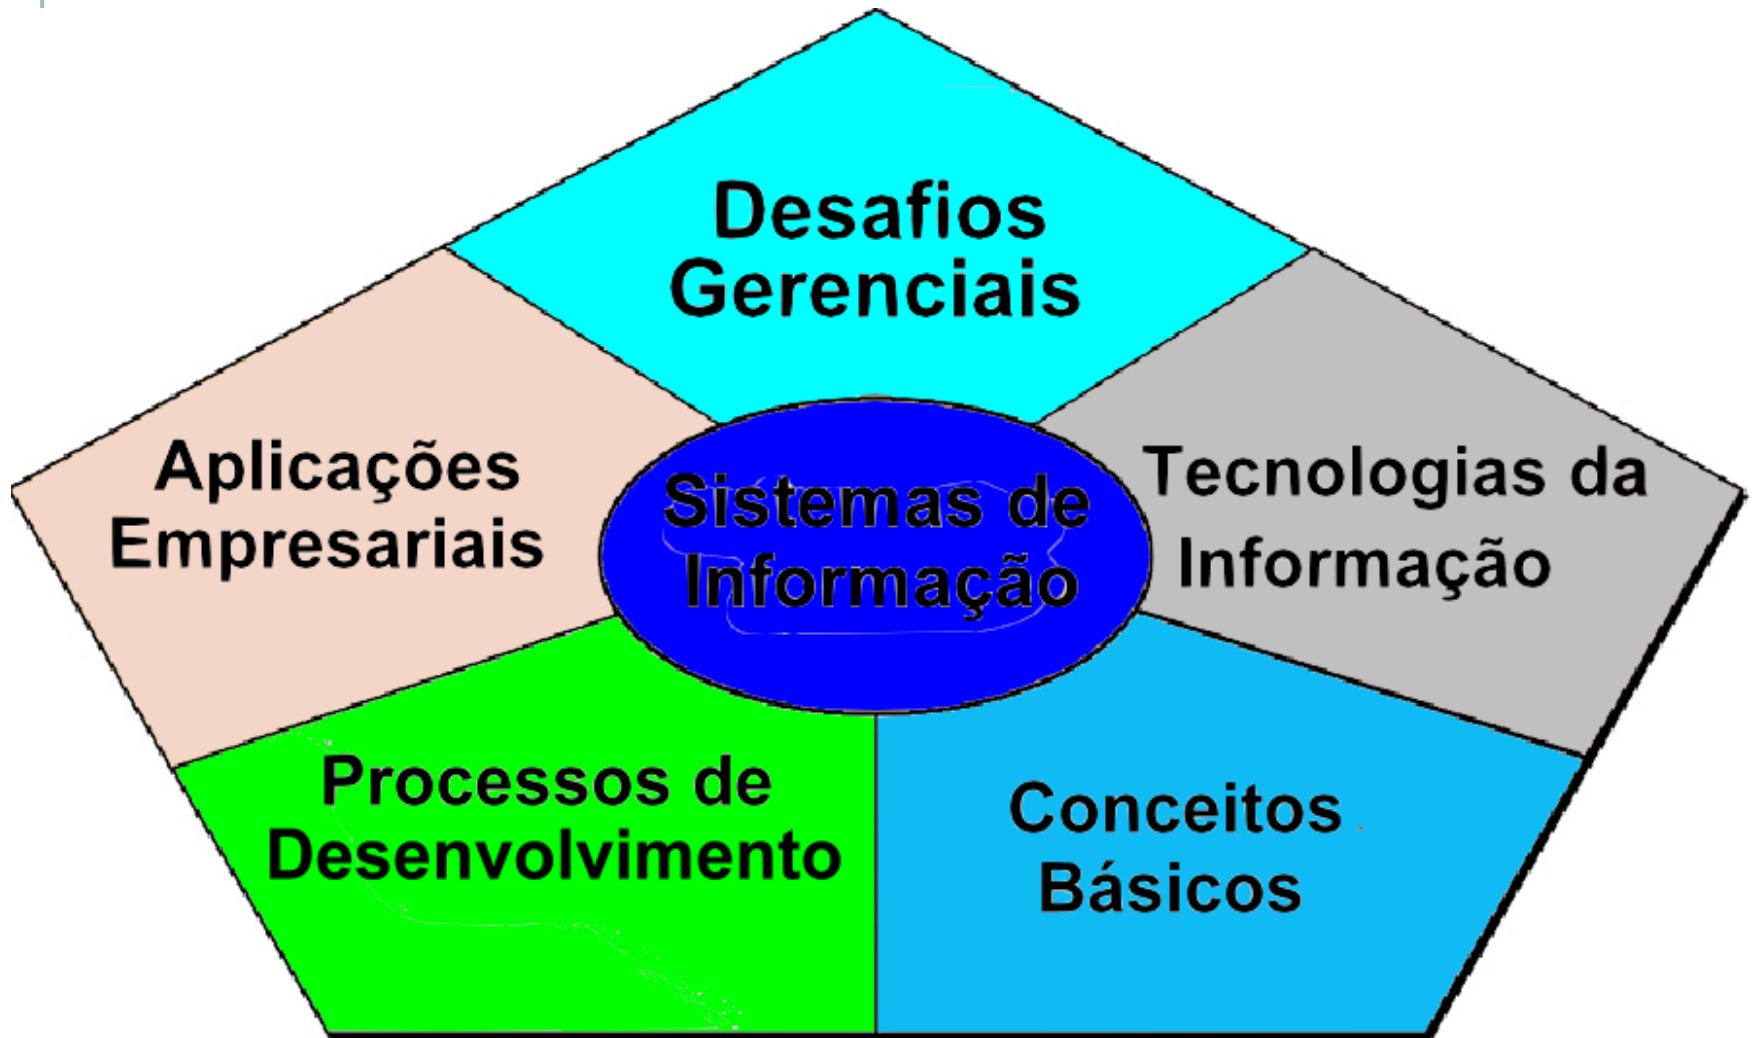 Desafios
Gerenciais
Aplicações
Empresariais
Sistemas de
Informação
Tecnologias da
Informação
Processos de
Desenvolvimento
Conceitos
Básicos